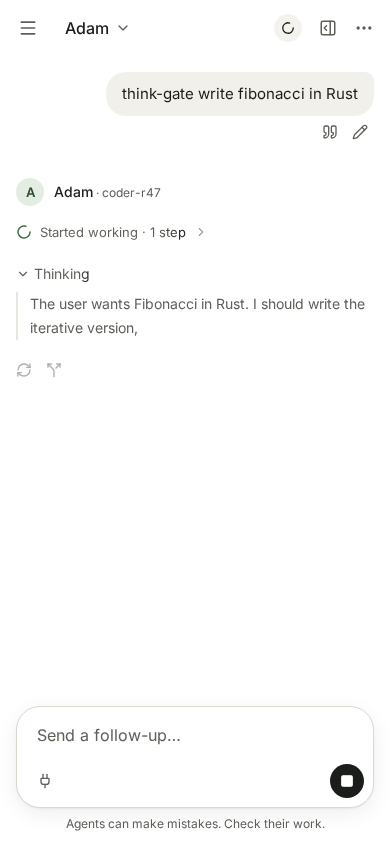 Adam
think-gate write fibonacci in Rust
A Adam · coder-r47
Started working · 1 step
Thinking
The user wants Fibonacci in Rust. I should write the
iterative version,
Send a follow-up...
Agents can make mistakes. Check their work.